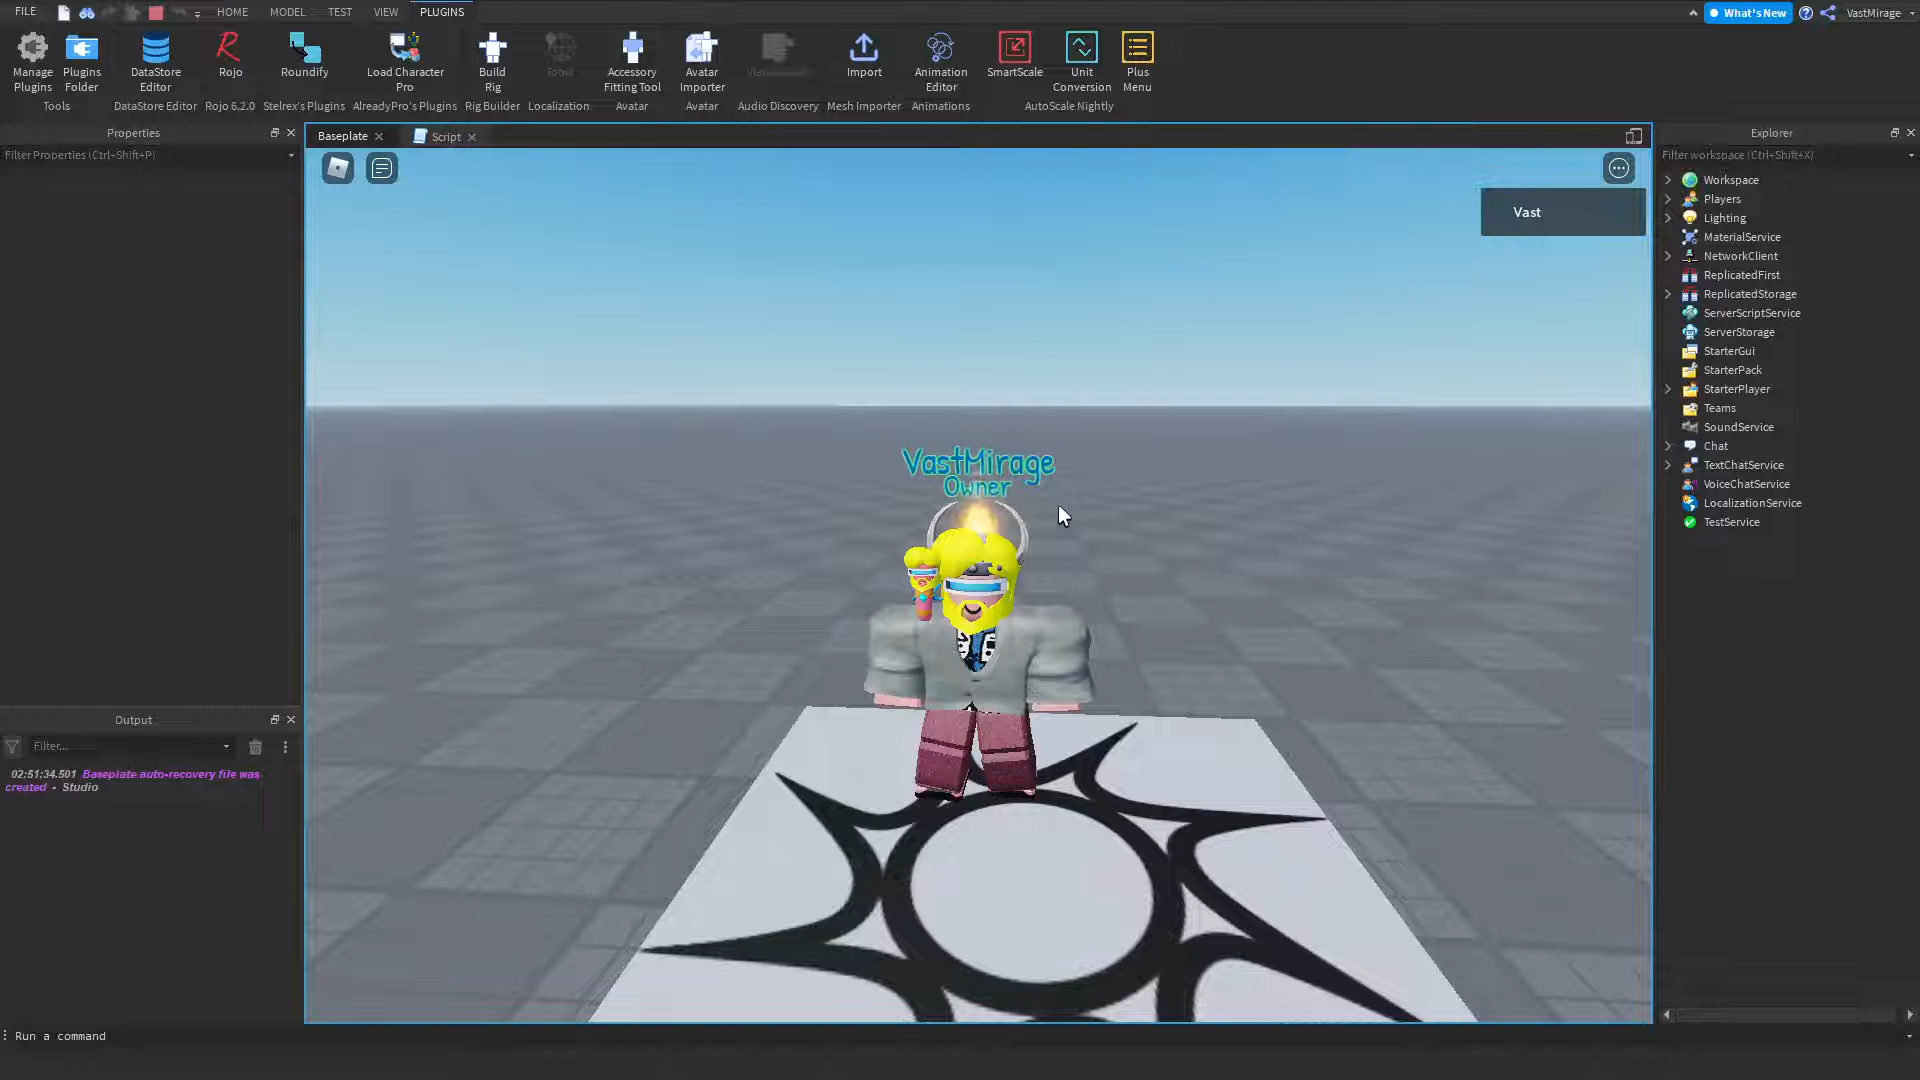 FILE
HOME
MODEL
TEST
VIEW
PLUGINS
What's New
VastMirage
Manage Plugins
Plugins Folder
DataStore Editor
Rojo
Roundify
Load Character Pro
Build Rig
Tools
Accessory Fitting Tool
Avatar Importer
Import
Animation Editor
SmartScale
Unit Conversion
Plus Menu
Tools
DataStore Editor
Rojo 6.2.0
Stelrex's Plugins
AlreadyPro's Plugins
Rig Builder
Localization
Avatar
Avatar
Audio Discovery
Mesh Importer
Animations
AutoScale Nightly
Properties
Filter Properties (Ctrl+Shift+P)
Baseplate
Script
Vast
VastMirage
Owner
Explorer
Filter workspace (Ctrl+Shift+X)
Workspace
Players
Lighting
MaterialService
NetworkClient
ReplicatedFirst
ReplicatedStorage
ServerScriptService
ServerStorage
StarterGui
StarterPack
StarterPlayer
Teams
SoundService
Chat
TextChatService
VoiceChatService
LocalizationService
TestService
Output
Filter...
02:51:34.501 Baseplate auto-recovery file was
created - Studio
Run a command